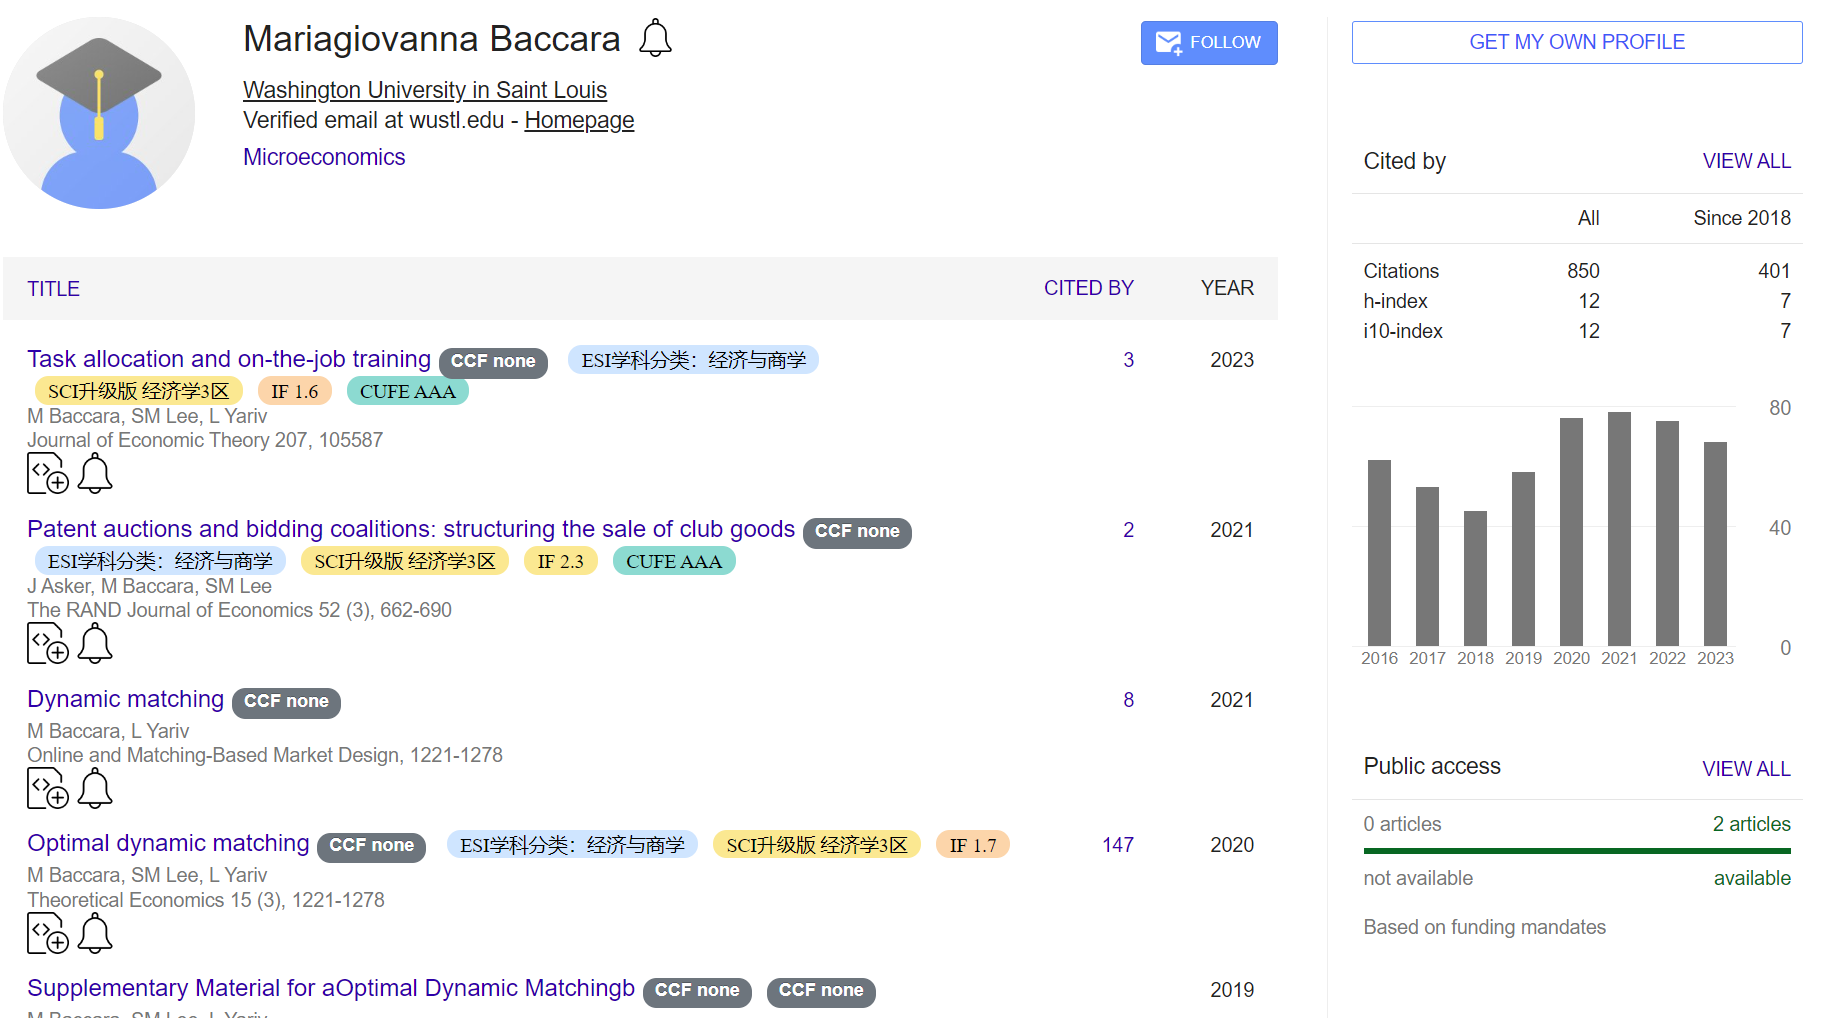 Mariagiovanna Baccara
FOLLOW
Washington University in Saint Louis
Verified email at wustl.edu - Homepage
Microeconomics
TITLE CITED BY YEAR
Task allocation and on-the-job training CCF none ESI学科分类：经济与商学 3 2023
SCI升级版 经济学3区 IF 1.6 CUFE AAA
M Baccara, SM Lee, L Yariv
Journal of Economic Theory 207, 105587
Patent auctions and bidding coalitions: structuring the sale of club goods CCF none 2 2021
ESI学科分类：经济与商学 SCI升级版 经济学3区 IF 2.3 CUFE AAA
J Asker, M Baccara, SM Lee
The RAND Journal of Economics 52 (3), 662-690
Dynamic matching CCF none 8 2021
M Baccara, L Yariv
Online and Matching-Based Market Design, 1221-1278
Optimal dynamic matching CCF none ESI学科分类：经济与商学 SCI升级版 经济学3区 IF 1.7 147 2020
M Baccara, SM Lee, L Yariv
Theoretical Economics 15 (3), 1221-1278
Supplementary Material for aOptimal Dynamic Matchingb CCF none CCF none 2019
M Baccara, SM Lee, L Yariv
GET MY OWN PROFILE
Cited by VIEW ALL
All Since 2018
Citations 850 401
h-index 12 7
i10-index 12 7
80
40
0
2016 2017 2018 2019 2020 2021 2022 2023
Public access VIEW ALL
0 articles 2 articles
not available available
Based on funding mandates